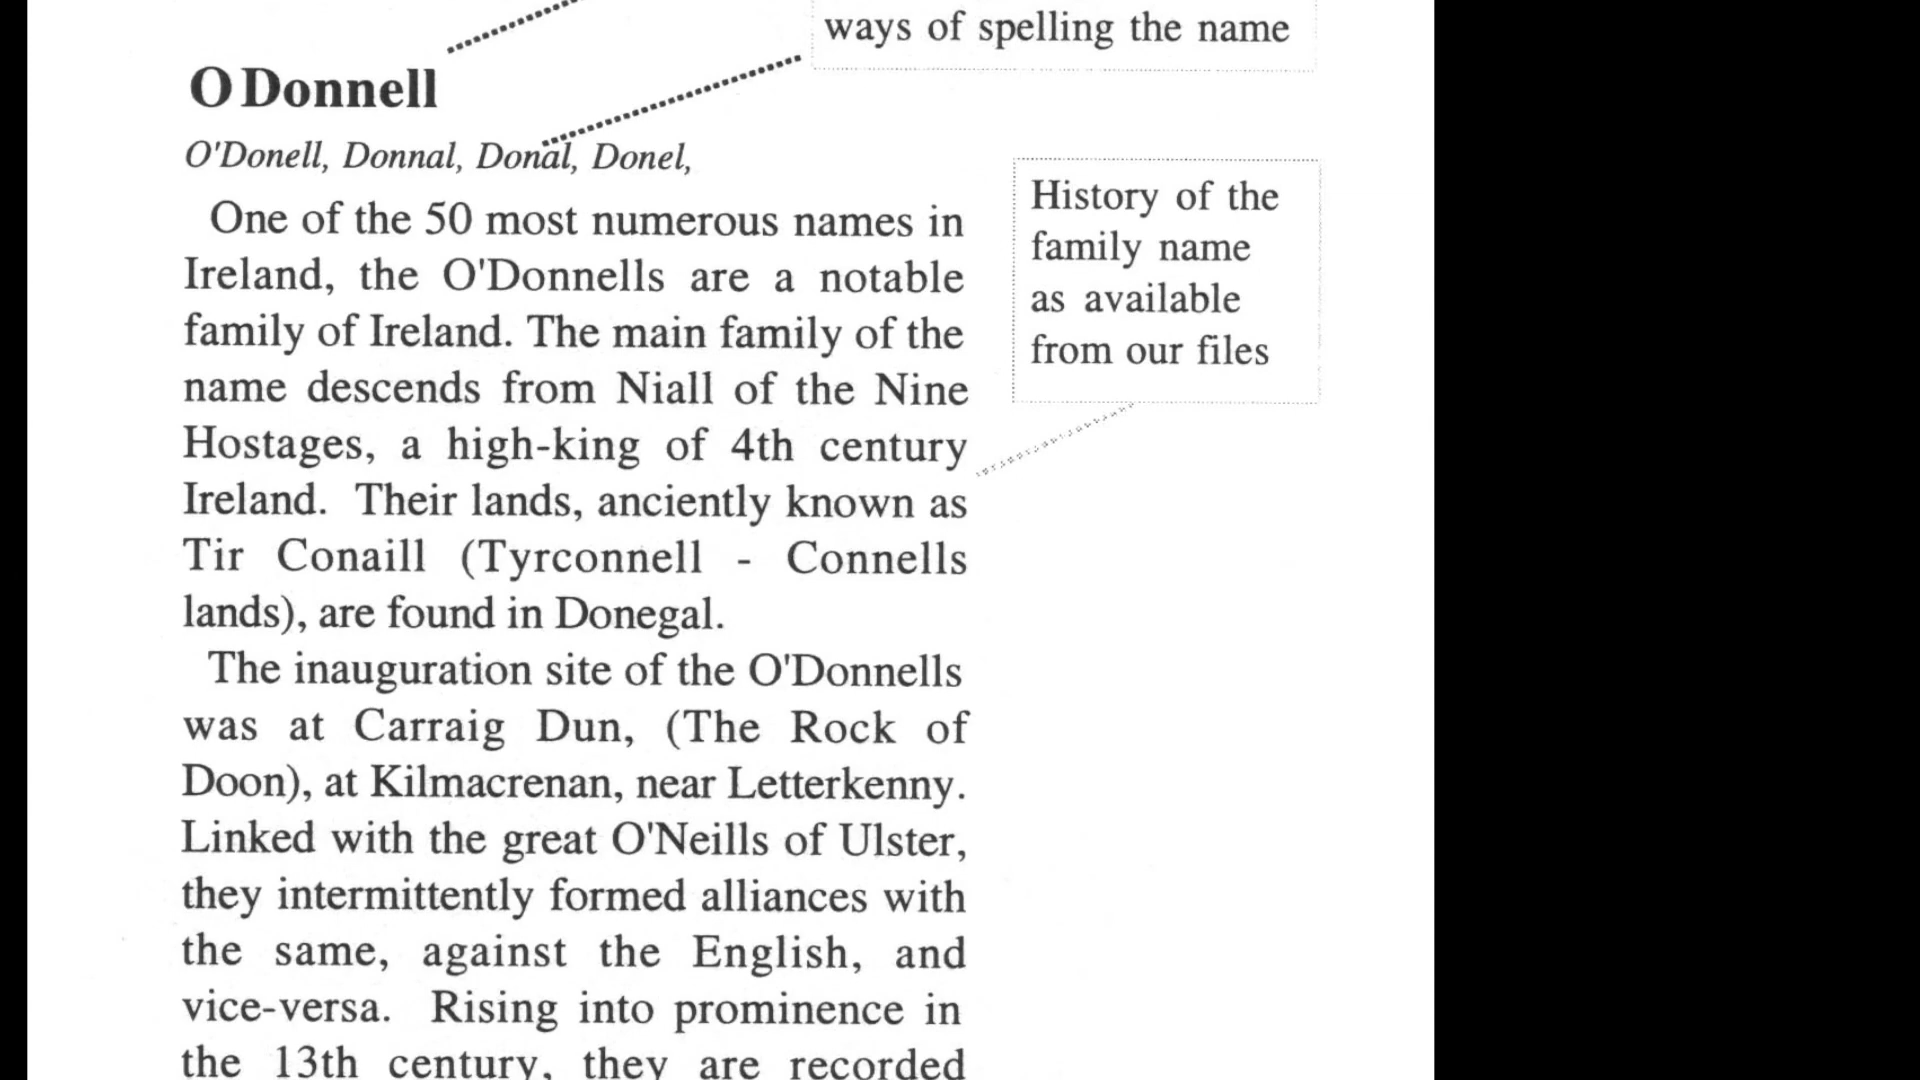 ways of spelling the name
O Donnell
O'Donell, Donnal, Donal, Donel,
One of the 50 most numerous names in
Ireland, the O'Donnells are a notable
family of Ireland. The main family of the
name descends from Niall of the Nine
Hostages, a high-king of 4th century
Ireland. Their lands, anciently known as
Tir Conaill (Tyrconnell - Connells
lands), are found in Donegal.
The inauguration site of the O'Donnells
was at Carraig Dun, (The Rock of
Doon), at Kilmacrenan, near Letterkenny.
Linked with the great O'Neills of Ulster,
they intermittently formed alliances with
the same, against the English, and
vice-versa. Rising into prominence in
the 13th century, they are recorded
History of the
family name
as available
from our files